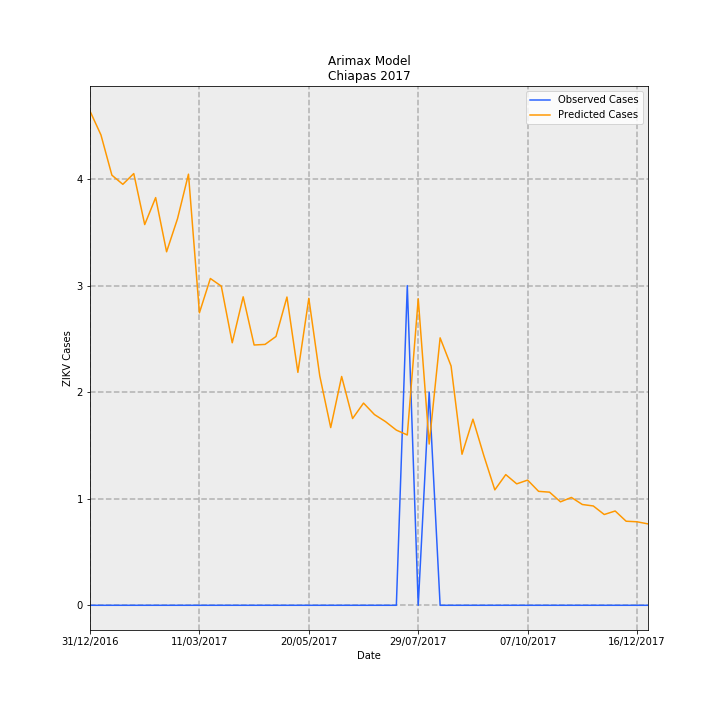 Arimax Model
Chiapas 2017
Observed Cases
Predicted Cases
ZIKV Cases
4
3
2
1
0
31/12/2016 11/03/2017 20/05/2017 29/07/2017 07/10/2017 16/12/2017
Date